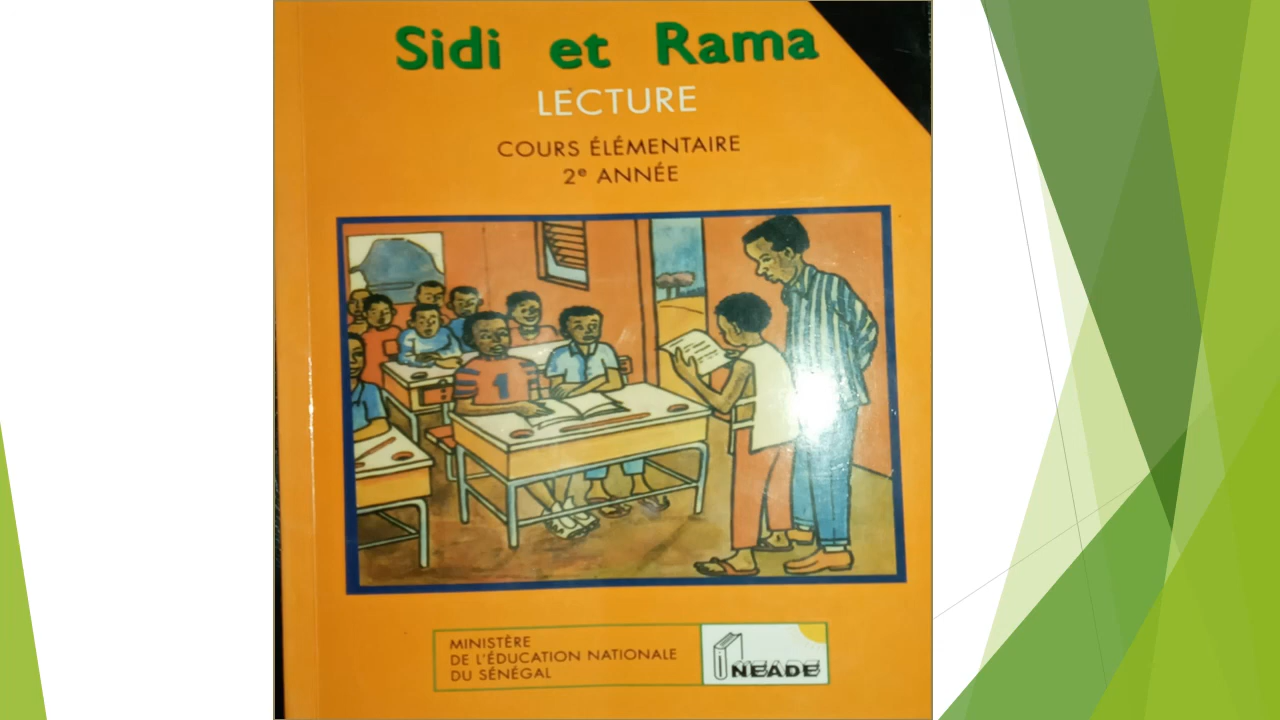 Sidi et Rama
LECTURE
COURS ÉLÉMENTAIRE
2e ANNÉE
1
MINISTÈRE
DE L'ÉDUCATION NATIONALE
DU SÉNÉGAL
NEADE